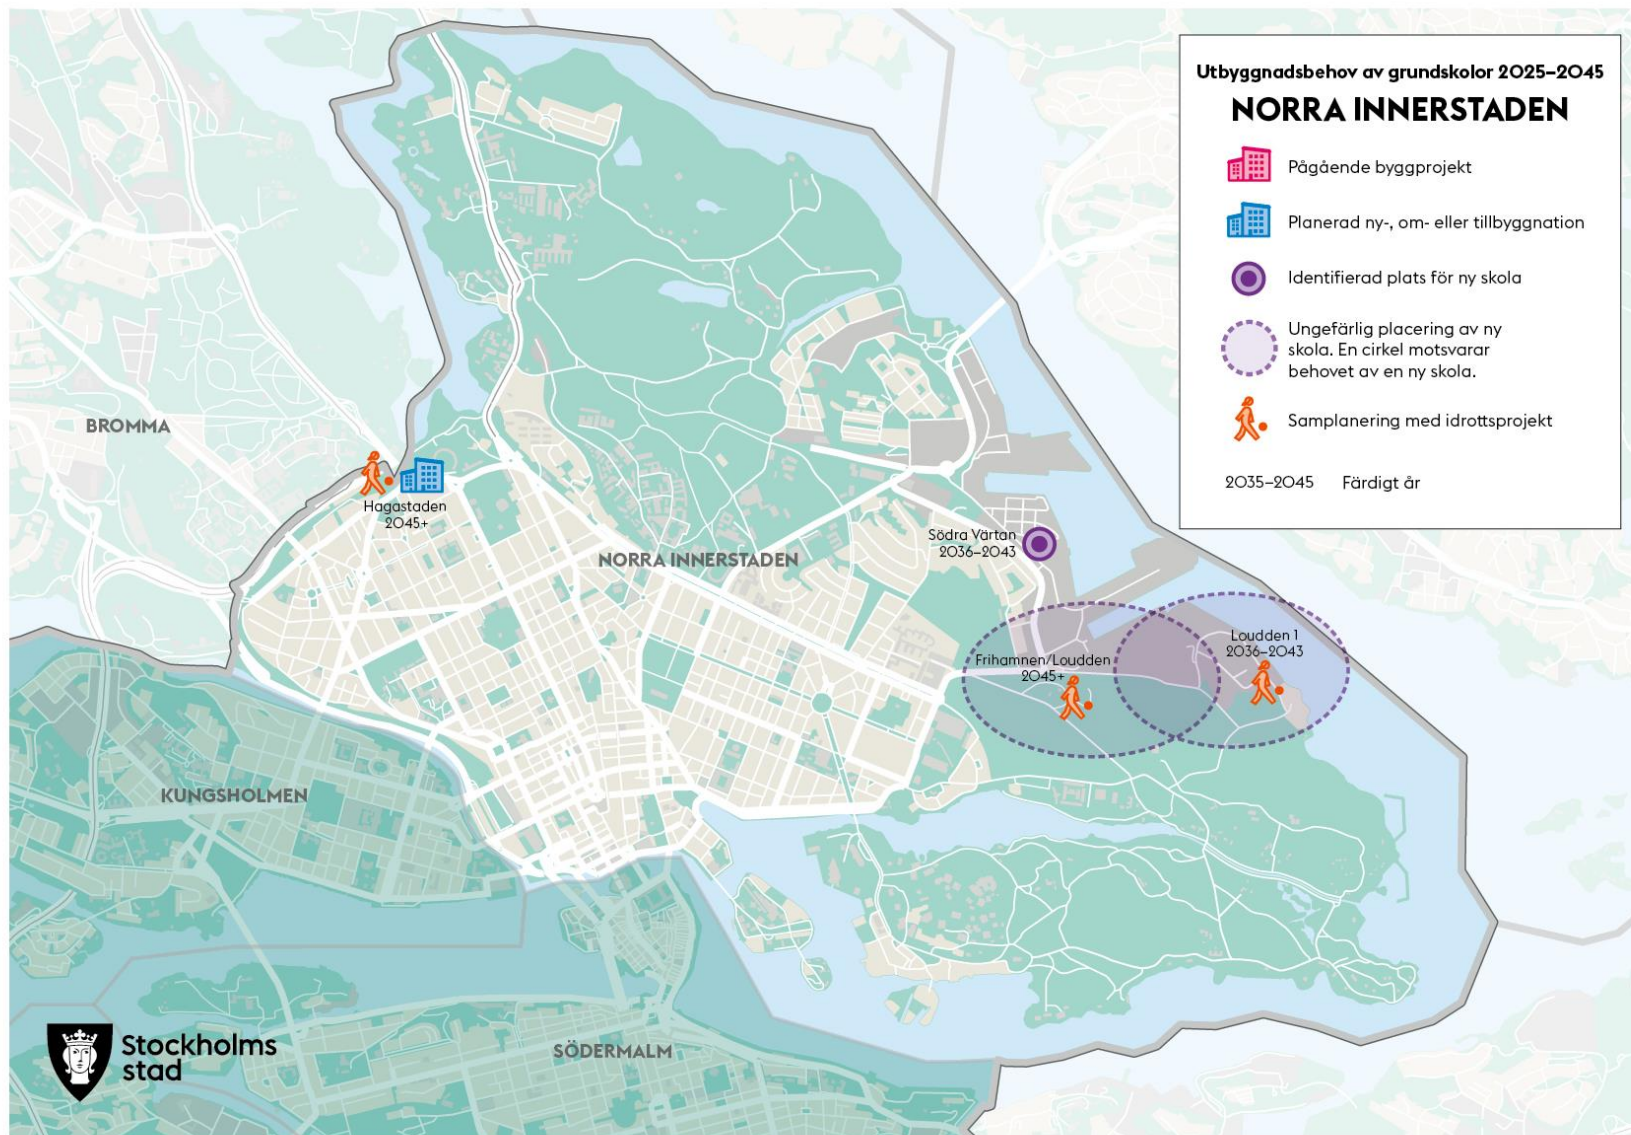 Utbyggnadsbehov av grundskolor 2025–2045
NORRA INNERSTADEN
Pågående byggprojekt
Planerad ny-, om- eller tillbyggnation
Identifierad plats för ny skola
Ungefärlig placering av ny
skola. En cirkel motsvarar
behovet av en ny skola.
Samplanering med idrottsprojekt
2035–2045 Färdigt år
BROMMA
Hagastaden
2045+
NORRA INNERSTADEN
Södra Värtan
2036–2043
Frihamnen/Loudden
2045+
Loudden 1
2036–2043
KUNGSHOLMEN
SÖDERMALM
Stockholms
stad